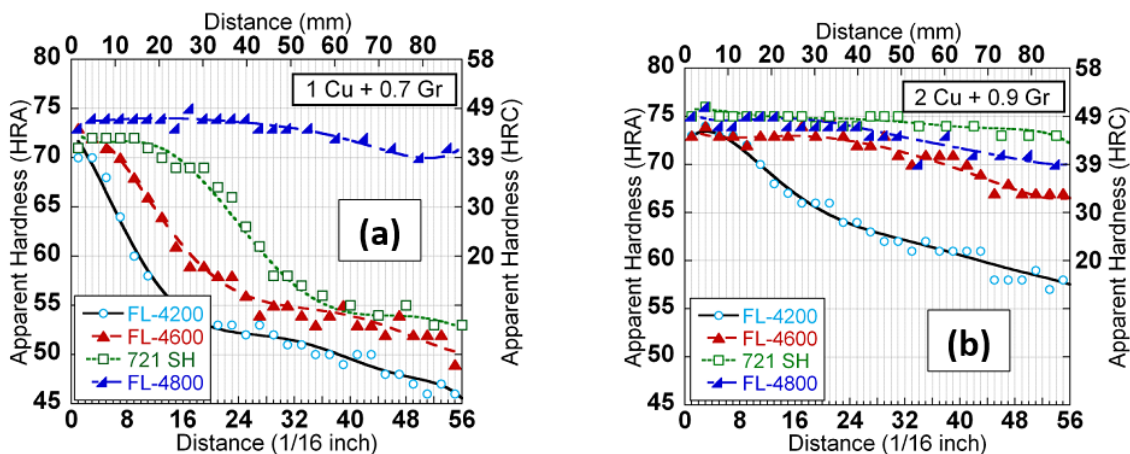 Distance (mm)
0 10 20 30 40 50 60 70 80
Apparent Hardness (HRA)
80
75
70
65
60
55
50
45
1 Cu + 0.7 Gr
(a)
FL-4200
FL-4600
721 SH
FL-4800
58
49
39
30
20
Apparent Hardness (HRC)
0 8 16 24 32 40 48 56
Distance (1/16 inch)
Distance (mm)
0 10 20 30 40 50 60 70 80
Apparent Hardness (HRA)
80
75
70
65
60
55
50
45
2 Cu + 0.9 Gr
(b)
FL-4200
FL-4600
721 SH
FL-4800
58
49
39
30
20
Apparent Hardness (HRC)
0 8 16 24 32 40 48 56
Distance (1/16 inch)